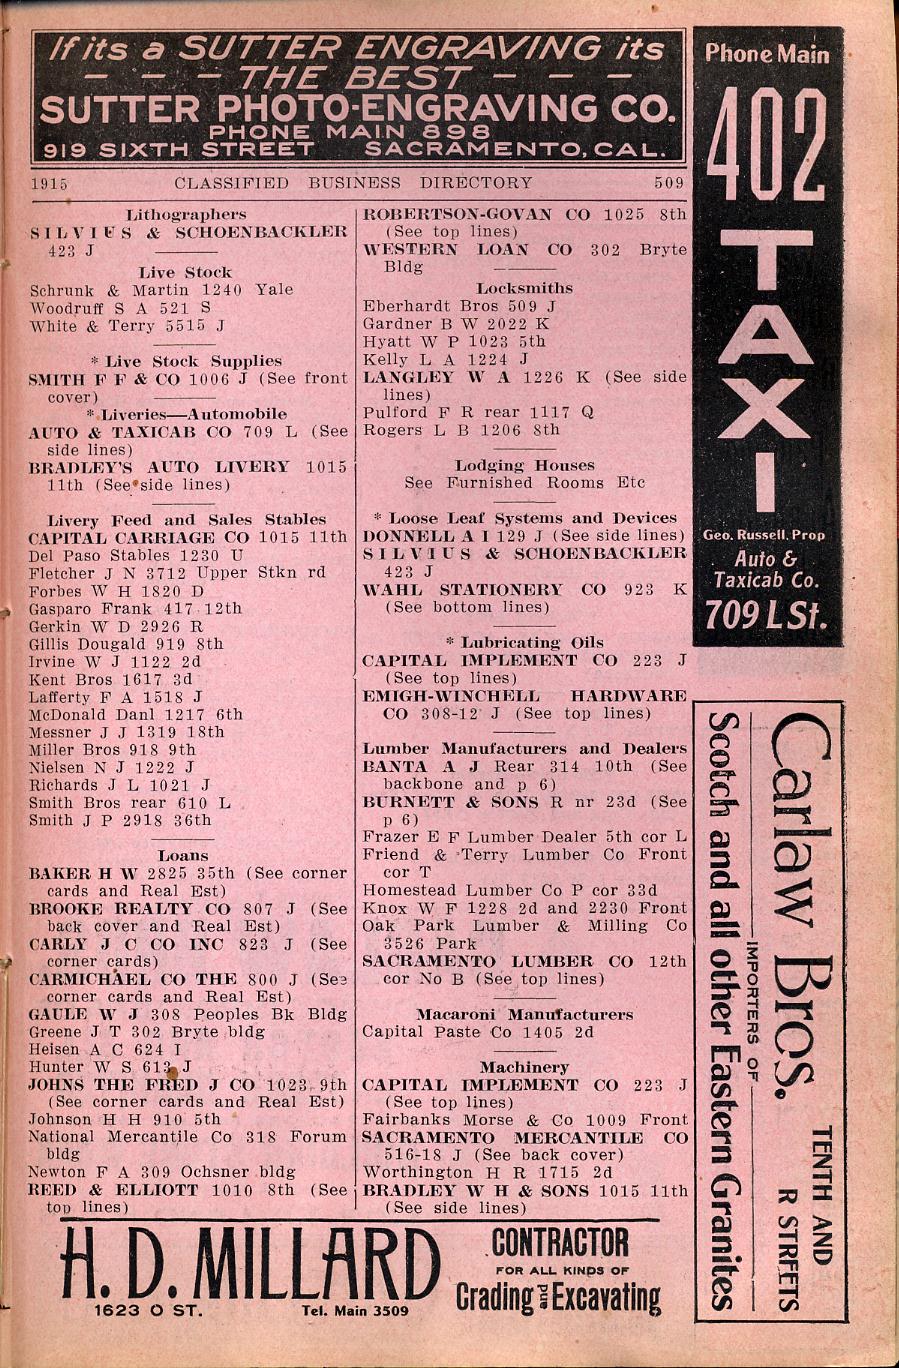 If its a SUTTER ENGRAVING its
– – – THE BEST – – –
SUTTER PHOTO-ENGRAVING CO.
PHONE MAIN 898
919 SIXTH STREET SACRAMENTO, CAL.
1915 CLASSIFIED BUSINESS DIRECTORY 509
Lithographers
SILVIUS & SCHOENBACKLER
423 J
Live Stock
Schrunk & Martin 1240 Yale
Woodruff S A 521 S
White & Terry 5515 J
* Live Stock Supplies
SMITH F F & CO 1006 J (See front
cover)
* Liveries—Automobile
AUTO & TAXICAB CO 709 L (See
side lines)
BRADLEY'S AUTO LIVERY 1015
11th (See side lines)
Livery Feed and Sales Stables
CAPITAL CARRIAGE CO 1015 11th
Del Paso Stables 1230 U
Fletcher J N 3712 Upper Stkn rd
Forbes W H 1820 D
Gasparo Frank 417 12th
Gerkin W D 2926 R
Gillis Dougald 919 8th
Irvine W J 1122 2d
Kent Bros 1617 3d
Lafferty F A 1518 J
McDonald Danl 1217 6th
Messner J J 1319 18th
Miller Bros 918 9th
Nielsen N J 1222 J
Richards J L 1021 J
Smith Bros rear 610 L
Smith J P 2918 36th
Loans
BAKER H W 2825 35th (See corner
cards and Real Est)
BROOKE REALTY CO 807 J (See
back cover and Real Est)
CARLY J C CO INC 823 J (See
corner cards)
CARMICHAEL CO THE 800 J (See
corner cards and Real Est)
GAULE W J 308 Peoples Bk Bldg
Greene J T 302 Bryte bldg
Heisen A C 624 I
Hunter W S 613 J
JOHNS THE FRED J CO 1023 9th
(See corner cards and Real Est)
Johnson H H 910 5th
National Mercantile Co 318 Forum
bldg
Newton F A 309 Ochsner bldg
REED & ELLIOTT 1010 8th (See
top lines)
ROBERTSON-GOVAN CO 1025 8th
(See top lines)
WESTERN LOAN CO 302 Bryte
Bldg
Locksmiths
Eberhardt Bros 509 J
Gardner B W 2022 K
Hyatt W P 1023 5th
Kelly L A 1224 J
LANGLEY W A 1226 K (See side
lines)
Pulford F R rear 1117 Q
Rogers L B 1206 8th
Lodging Houses
See Furnished Rooms Etc
* Loose Leaf Systems and Devices
DONNELL A I 129 J (See side lines)
SILVIUS & SCHOENBACKLER
423 J
WAHL STATIONERY CO 923 K
(See bottom lines)
* Lubricating Oils
CAPITAL IMPLEMENT CO 223 J
(See top lines)
EMIGH-WINCHELL HARDWARE
CO 308-12 J (See top lines)
Lumber Manufacturers and Dealers
BANTA A J Rear 314 10th (See
backbone and p 6)
BURNETT & SONS R nr 23d (See
p 6)
Frazer E F Lumber Dealer 5th cor L
Friend & Terry Lumber Co Front
cor T
Homestead Lumber Co P cor 33d
Knox W F 1228 2d and 2230 Front
Oak Park Lumber & Milling Co
3526 Park
SACRAMENTO LUMBER CO 12th
cor No B (See top lines)
Macaroni Manufacturers
Capital Paste Co 1405 2d
Machinery
CAPITAL IMPLEMENT CO 223 J
(See top lines)
Fairbanks Morse & Co 1009 Front
SACRAMENTO MERCANTILE CO
516-18 J (See back cover)
Worthington H R 1715 2d
BRADLEY W H & SONS 1015 11th
(See side lines)
Phone Main
402
TAXI
Geo. Russell, Prop
Auto &
Taxicab Co.
709 L St.
Carlaw Bros.
TENTH AND
R STREETS
IMPORTERS OF
Scotch and all other Eastern Granites
H. D. MILLARD
1623 O ST. Tel. Main 3509
CONTRACTOR
FOR ALL KINDS OF
Grading and Excavating